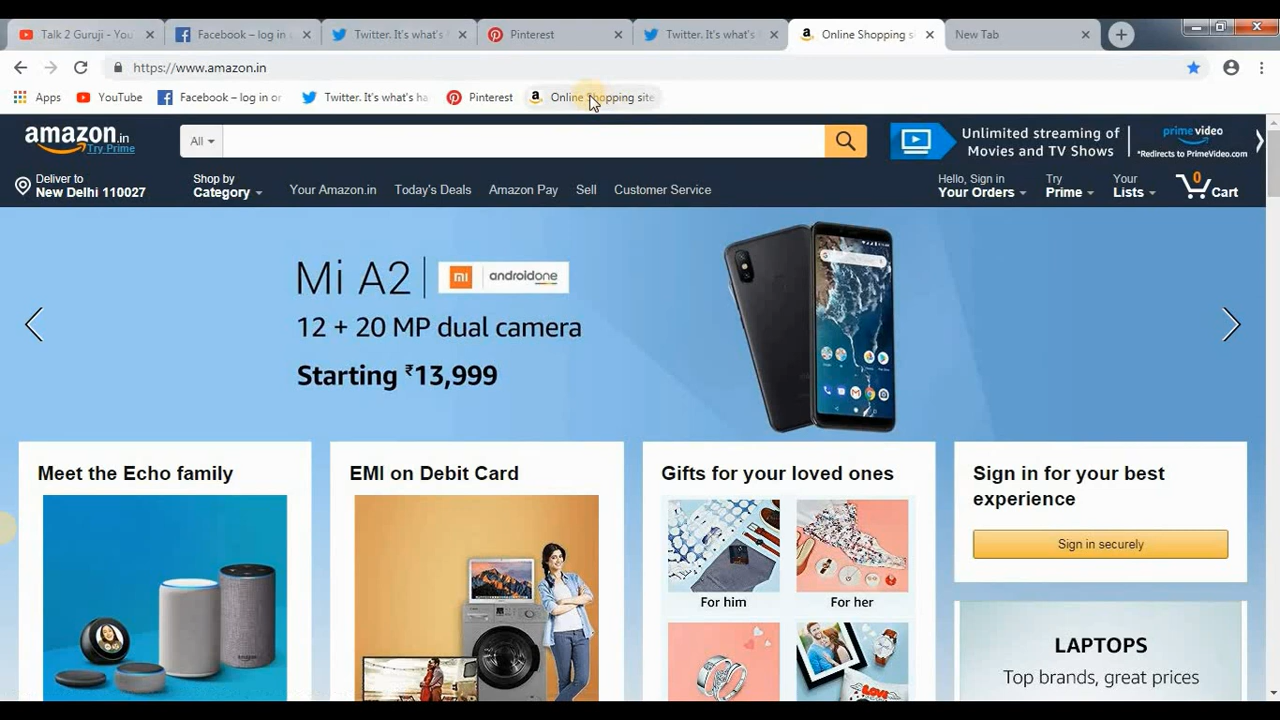 Talk 2 Guruji - You
Facebook – log in o
Twitter. It's what's
Pinterest
Twitter. It's what's
Online Shopping s
New Tab
https://www.amazon.in
Apps
YouTube
Facebook – log in or
Twitter. It's what's ha
Pinterest
Online Shopping site
amazon.in
Try Prime
All
Unlimited streaming of
Movies and TV Shows
prime video
*Redirects to PrimeVideo.com
Deliver to
New Delhi 110027
Shop by
Category
Your Amazon.in
Today's Deals
Amazon Pay
Sell
Customer Service
Hello, Sign in
Your Orders
Try
Prime
Your
Lists
0
Cart
Mi A2
mi
androidone
12 + 20 MP dual camera
Starting ₹13,999
Meet the Echo family
EMI on Debit Card
Gifts for your loved ones
For him
For her
LOVE
Sign in for your best
experience
Sign in securely
LAPTOPS
Top brands, great prices